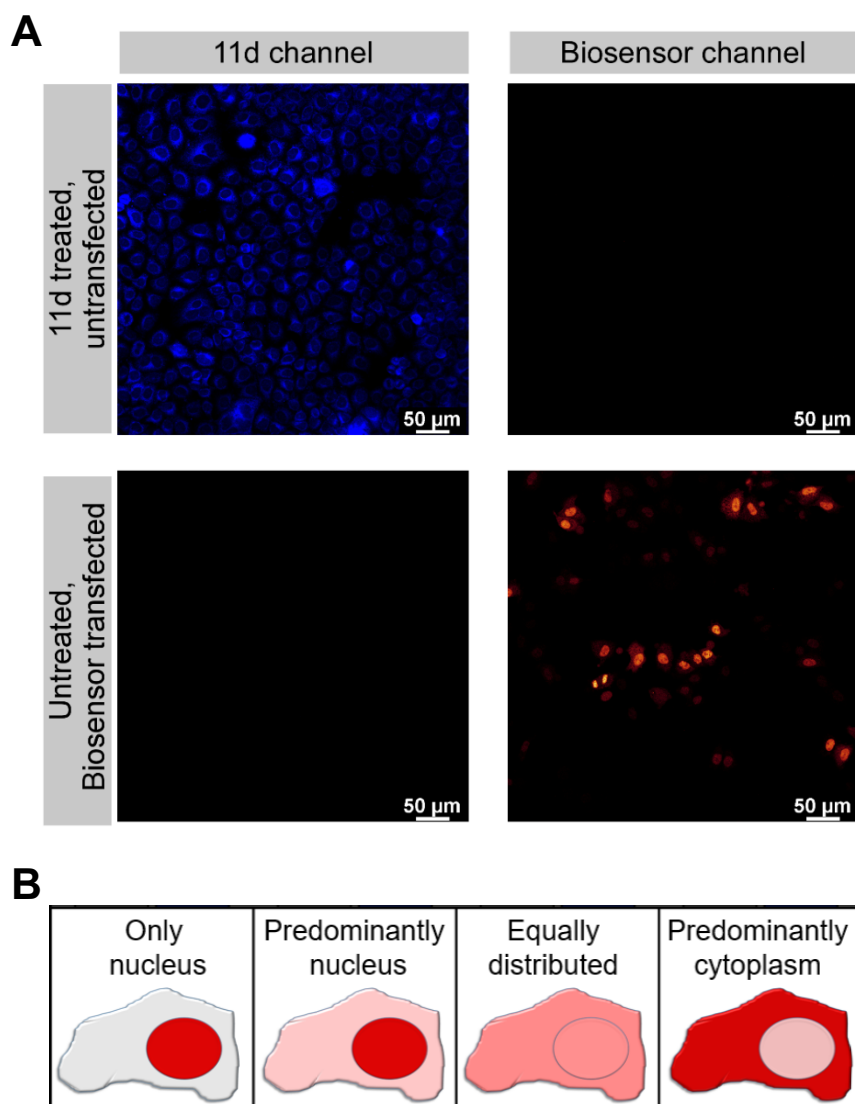 A
11d channel
Biosensor channel
11d treated,
untransfected
50 µm
50 µm
Untreated,
Biosensor transfected
50 µm
50 µm
B
Only
nucleus
Predominantly
nucleus
Equally
distributed
Predominantly
cytoplasm